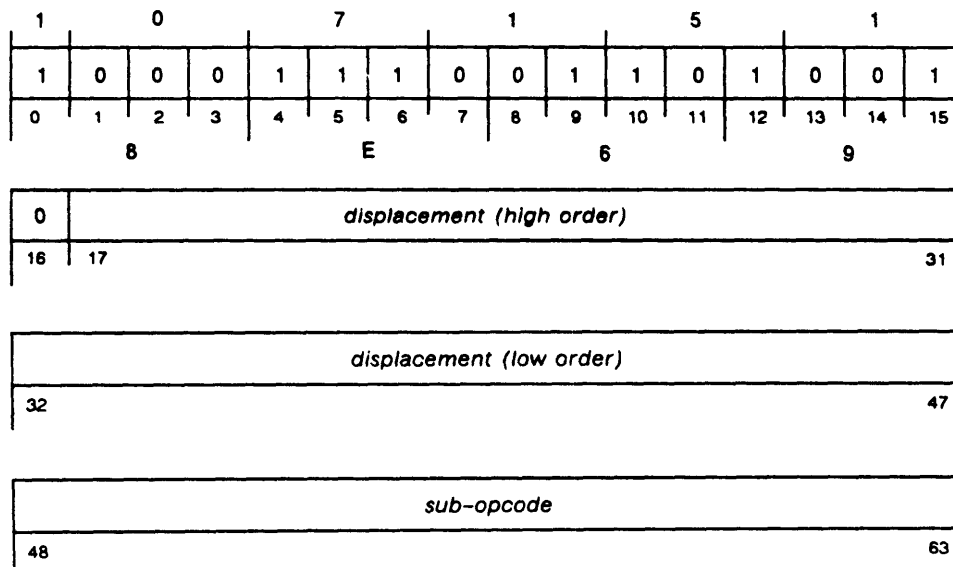 1 0 7 1 5 1
1 0 0 0 1 1 1 0 0 1 1 0 1 0 0 1
0 1 2 3 4 5 6 7 8 9 10 11 12 13 14 15
8 E 6 9
0 displacement (high order)
16 17 31
displacement (low order)
32 47
sub-opcode
48 63